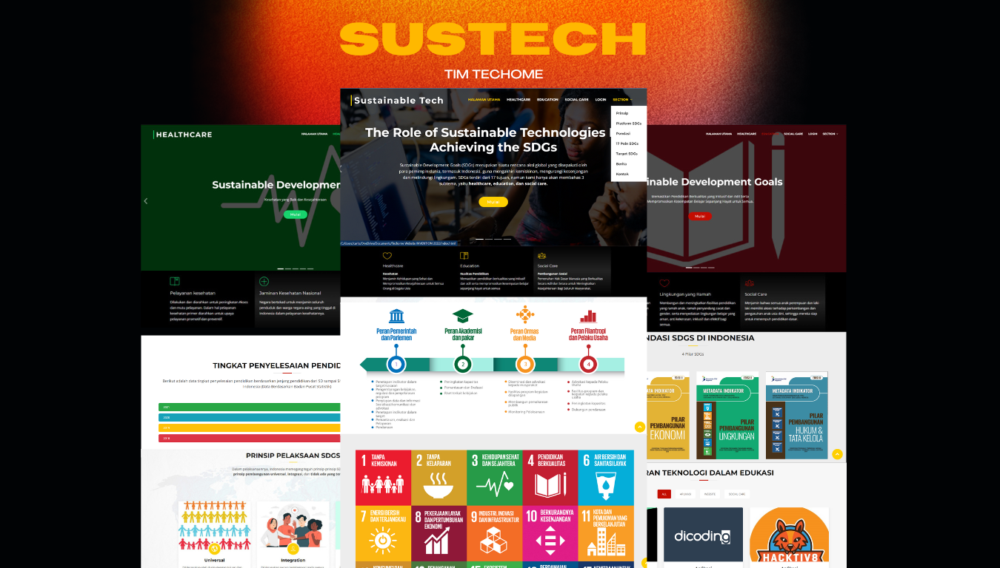 SUSTECH
TIM TECHOME
HEALTHCARE
HALAMAN UTAMA
Sustainable Developmen
Kesehatan yang Baik dan Kesejahteraan
Mulai
Pelayanan kesehatan
Dilakukan dan diarahkan untuk peningkatan Akses
dan mutu pelayanan. Dalam hal pelayanan
kesehatan primer diarahkan untuk upaya
pelayanan promotif dan preventif.
Jarminan Kesehatan Nasional
Negara bertekad untuk menjamin seluruh
penduduk dan warga negara asing yang tinggal di
Indonesia dalam pelayanan kesehatannya.
TINGKAT PENYELESAIAN PENDID
Berikut adalah data tingkat penyelesaian pendidikan berdasarkan jenjang pendidikan dari SD sampai S
Indonesia (Data Berdasarkan Badan Pusat Statistik)
2021
2020
2019
2018
PRINSIP PELAKSAAN SDGS
Dalam pelaksanaannya, Indonesia memegang teguh prinsip-prinsip
prinsip pembangunan universal, integrasi, dan tidak ada yang
Universal
Integration
Sustainable Tech
HALAMAN UTAMA HEALTHCARE EDUCATION SOCIAL CARE LOGIN SECTION
Prinsip
Platform SDGs
Pondasi
17 Poin SDGs
Target SDGs
Berita
Kontak
The Role of Sustainable Technologies
Achieving the SDGs
Sustainable Development Goals (SDGs) merupakan suatu rencana aksi global yang disepakati oleh
para pemimpin dunia, termasuk Indonesia, guna mengakhiri kemiskinan, mengurangi kesenjangan
dan melindungi lingkungan. SDGs terdiri dari 17 tujuan, namun kami hanya akan membahas 3
subtema, yaitu healthcare, education, dan social care.
Mulai
Healthcare
Kesehatan
Menjamin Kehidupan yang Sehat dan
Mempromosikan Kesejahteraan untuk Semua
Orang di Segala Usia
Education
Kualitas Pendidikan
Memastikan pendidikan berkualitas yang inklusif
dan adil serta mempromosikan kesempatan belajar
sepanjang hayat untuk semua
Social Care
Pembangunan Sosial
Pemenuhan Hak Dasar Manusia yang Berkualitas
Secara Adil dan Setara untuk Meningkatkan
Kesejahteraan Bagi Seluruh Masyarakat.
Peran Pemerintah
dan Parlemen
Peran Akademisi
dan pakar
Peran Ormas
dan Media
Peran Filantropi
dan Pelaku Usaha
1
2
3
4
Penetapan indikator dalam
target/sasaran
Pengembangan kebijakan,
regulasi dan penyelarasan
program
Penyiapan data dan informasi
Sosialisasi/komunikasi dan
advokasi
Penetapan indikator dalam
target
Pemantauan, evaluasi dan
Pelaporan
Pendanaan
Peningkatan kapasitas
Pemantauan dan Evaluasi
Riset terkait kebijakan
Diseminasi dan advokasi
kepada masyarakat
Fasilitas program kegiatan
dilapangan
Membangun pemahaman
publik
Monitoring Pelaksanaan
Advokasi kepada Pelaku
Usaha
Fasilitas program dan
kegiatan kepada pelaku
usaha
Peningkatan kapasitas
Dukungan pendanaan
1 TANPA
KEMISKINAN
2 TANPA
KELAPARAN
3 KEHIDUPAN SEHAT
DAN SEJAHTERA
4 PENDIDIKAN
BERKUALITAS
6 AIR BERSIH DAN
SANITASI LAYAK
7 ENERGI BERSIH
DAN TERJANGKAU
8 PEKERJAAN LAYAK
DAN PERTUMBUHAN
EKONOMI
9 INDUSTRI, INOVASI
DAN INFRASTRUKTUR
10 BERKURANGNYA
KESENJANGAN
11 KOTA DAN
PEMUKIMAN YANG
BERKELANJUTAN
HALAMAN UTAMA HEALTHCARE EDUCATION SOCIAL CARE LOGIN SECTION
inable Development Goals
Memastikan Pendidikan Berkualitas yang Inklusif dan Adil Serta
Mempromosikan Kesempatan Belajar Sepanjang Hayat untuk Semua.
Mulai
Lingkungan yang Ramah
Membangun dan meningkatkan fasilitas pendidikan
yang ramah anak, ramah penyandang cacat dan
gender, serta menyediakan lingkungan belajar yang
aman, anti kekerasan, inklusif dan efektif bagi
semua.
Social Care
Menjamin bahwa semua anak perempuan dan laki-
laki memiliki akses terhadap perkembangan dan
pengasuhan anak usia dini, sehingga mereka siap
untuk menempuh pendidikan dasar.
NDASI SDGS DI INDONESIA
4 Pilar SDGs
DATA INDIKATOR
PILAR
PEMBANGUNAN
EKONOMI
METADATA INDIKATOR
PILAR
PEMBANGUNAN
LINGKUNGAN
METADATA INDIKATOR
PILAR
PEMBANGUNAN
HUKUM &
TATA KELOLA
RAN TEKNOLOGI DALAM EDUKASI
ALL APLIKASI WEBSITE SOCIAL CARE
dicoding
HACKTIV8